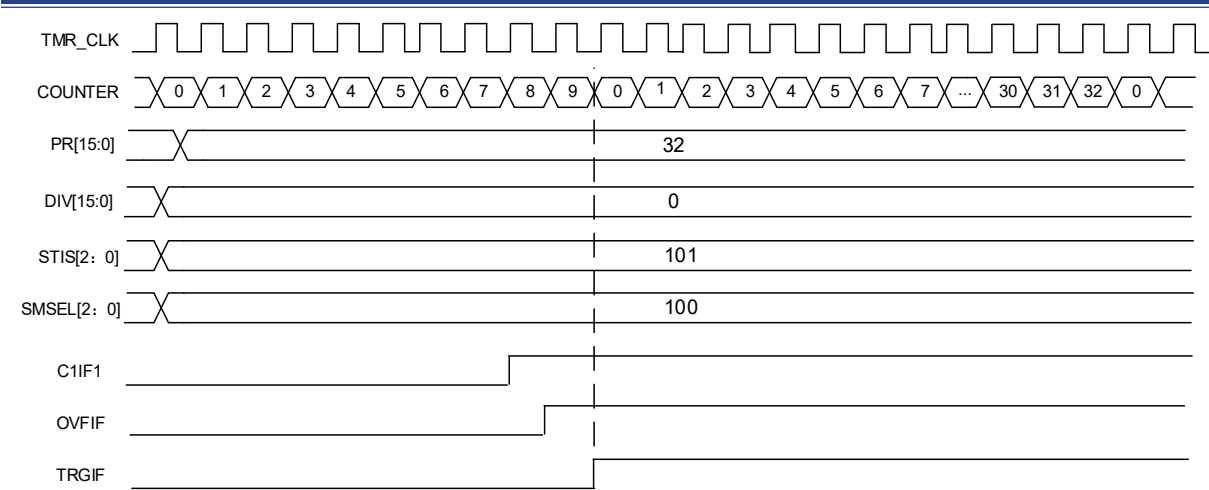 TMR_CLK
COUNTER 0 1 2 3 4 5 6 7 8 9 0 1 2 3 4 5 6 7 ... 30 31 32 0
PR[15:0] 32
DIV[15:0] 0
STIS[2：0] 101
SMSEL[2：0] 100
C1IF1
OVFIF
TRGIF